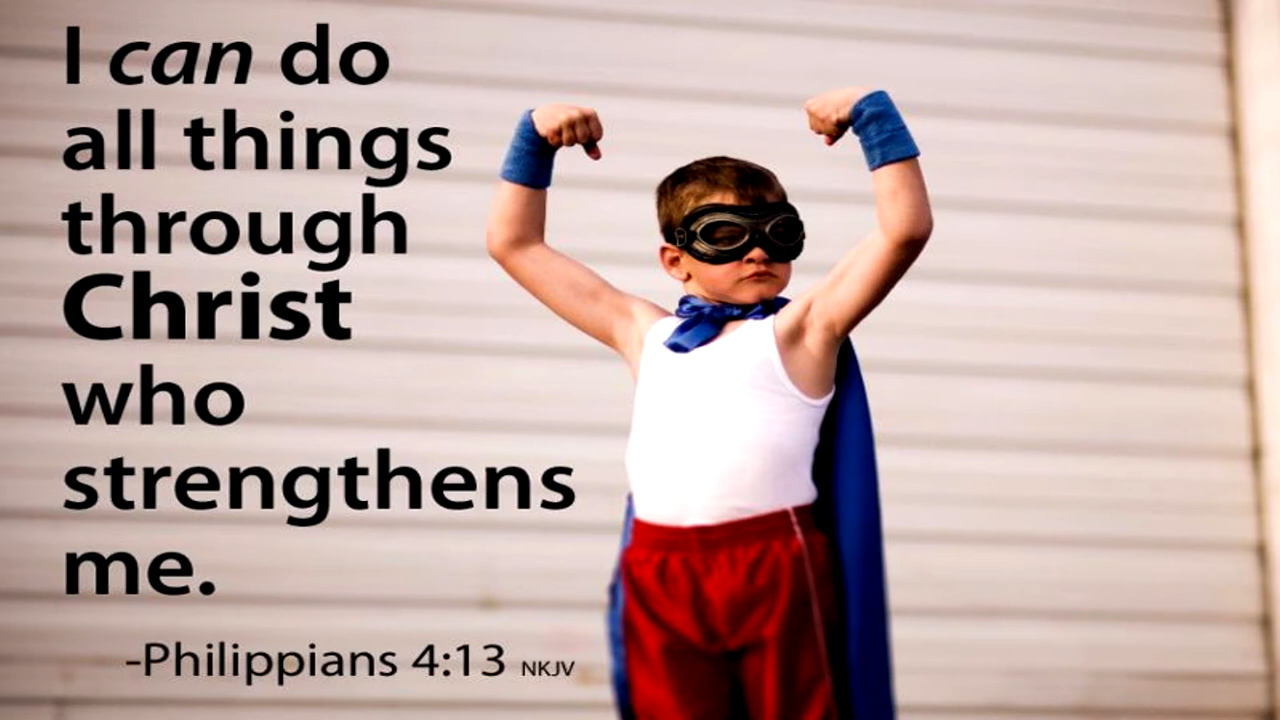 I can do
all things
through
Christ
who
strengthens
me.
-Philippians 4:13 NKJV